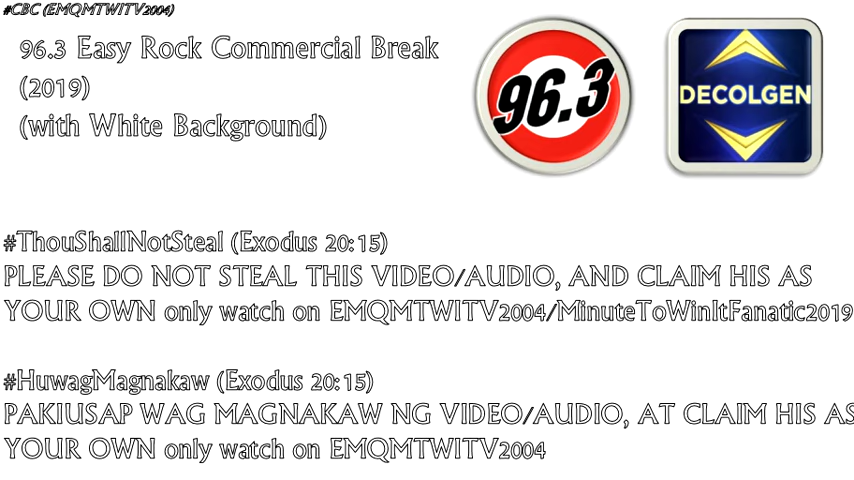 #CBC (EMQMTWITV2004)
96.3 Easy Rock Commercial Break
(2019)
(with White Background)
96.3
DECOLGEN
#ThouShallNotSteal (Exodus 20:15)
PLEASE DO NOT STEAL THIS VIDEO/AUDIO, AND CLAIM HIS AS
YOUR OWN only watch on EMQMTWITV2004/MinuteToWinItFanatic2019
#HuwagMagnakaw (Exodus 20:15)
PAKIUSAP WAG MAGNAKAW NG VIDEO/AUDIO, AT CLAIM HIS AS
YOUR OWN only watch on EMQMTWITV2004